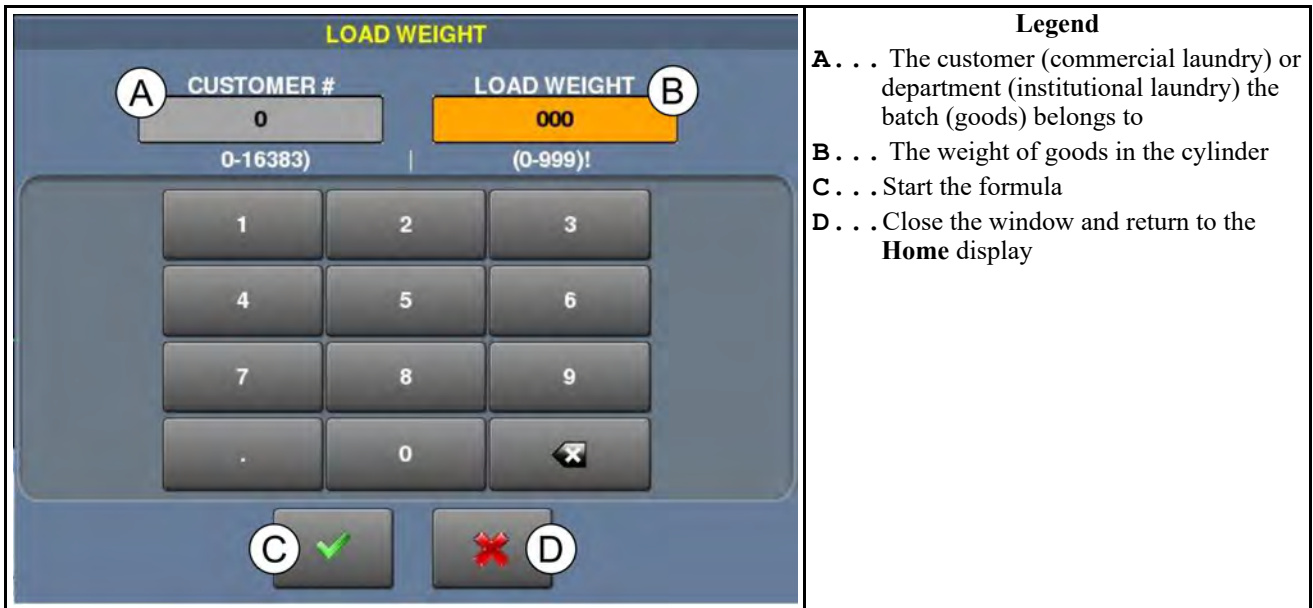 LOAD WEIGHT
A CUSTOMER # LOAD WEIGHT B
0 000
0-16383) | (0-999)!
1 2 3
4 5 6
7 8 9
. 0
C D
Legend
A... The customer (commercial laundry) or
department (institutional laundry) the
batch (goods) belongs to
B... The weight of goods in the cylinder
C...Start the formula
D...Close the window and return to the
Home display